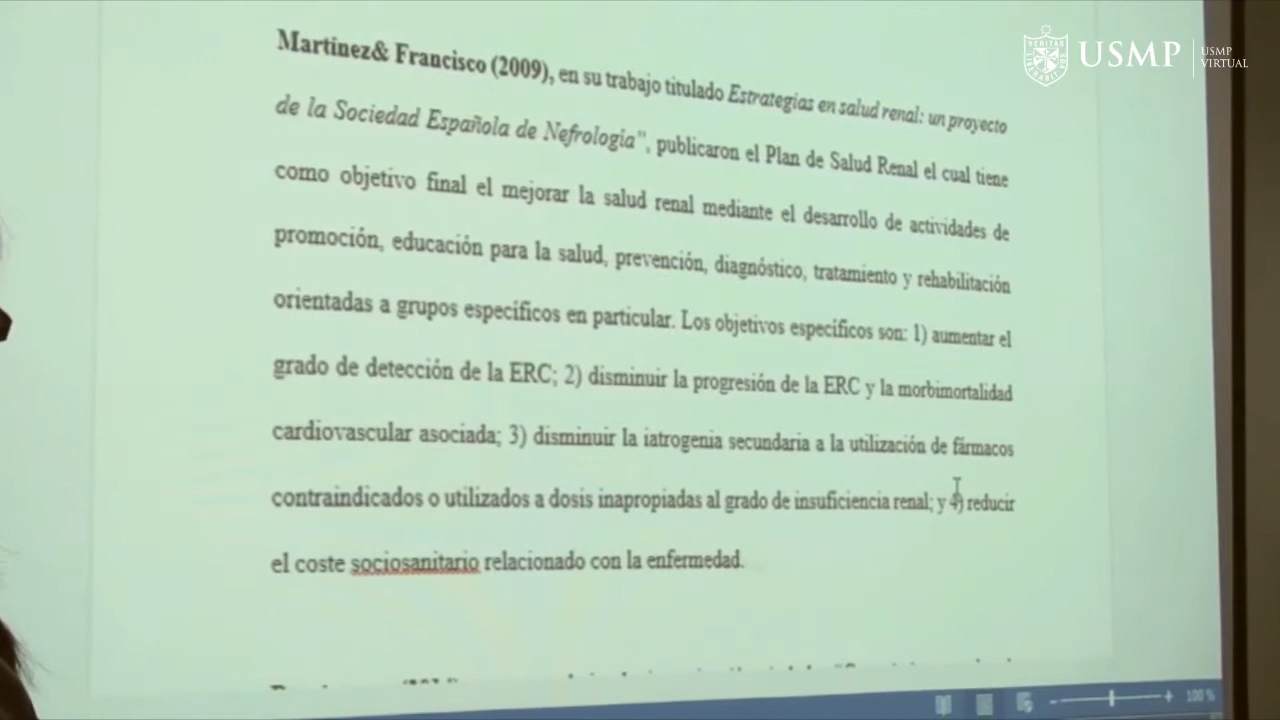 USMP
USMP
VIRTUAL
Martínez& Francisco (2009), en su trabajo titulado Estrategias en salud renal: un proyecto
de la Sociedad Española de Nefrología", publicaron el Plan de Salud Renal el cual tiene
como objetivo final el mejorar la salud renal mediante el desarrollo de actividades de
promoción, educación para la salud, prevención, diagnóstico, tratamiento y rehabilitación
orientadas a grupos específicos en particular. Los objetivos específicos son: 1) aumentar el
grado de detección de la ERC; 2) disminuir la progresión de la ERC y la morbimortalidad
cardiovascular asociada; 3) disminuir la iatrogenia secundaria a la utilización de fármacos
contraindicados o utilizados a dosis inapropiadas al grado de insuficiencia renal; y 4) reducir
el coste sociosanitario relacionado con la enfermedad.
100 %